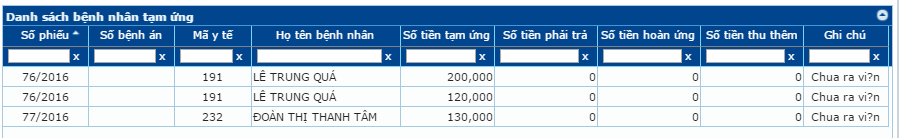 Danh sách bệnh nhân tạm ứng
Số phiếu Số bệnh án Mã y tế Họ tên bệnh nhân Số tiền tạm ứng Số tiền phải trả Số tiền hoàn ứng Số tiền thu thêm Ghi chú
x x x x x x x x x
76/2016 191 LÊ TRUNG QUÁ 200,000 0 0 0 Chua ra vi?n
76/2016 191 LÊ TRUNG QUÁ 120,000 0 0 0 Chua ra vi?n
77/2016 232 ĐOÀN THỊ THANH TÂM 130,000 0 0 0 Chua ra vi?n